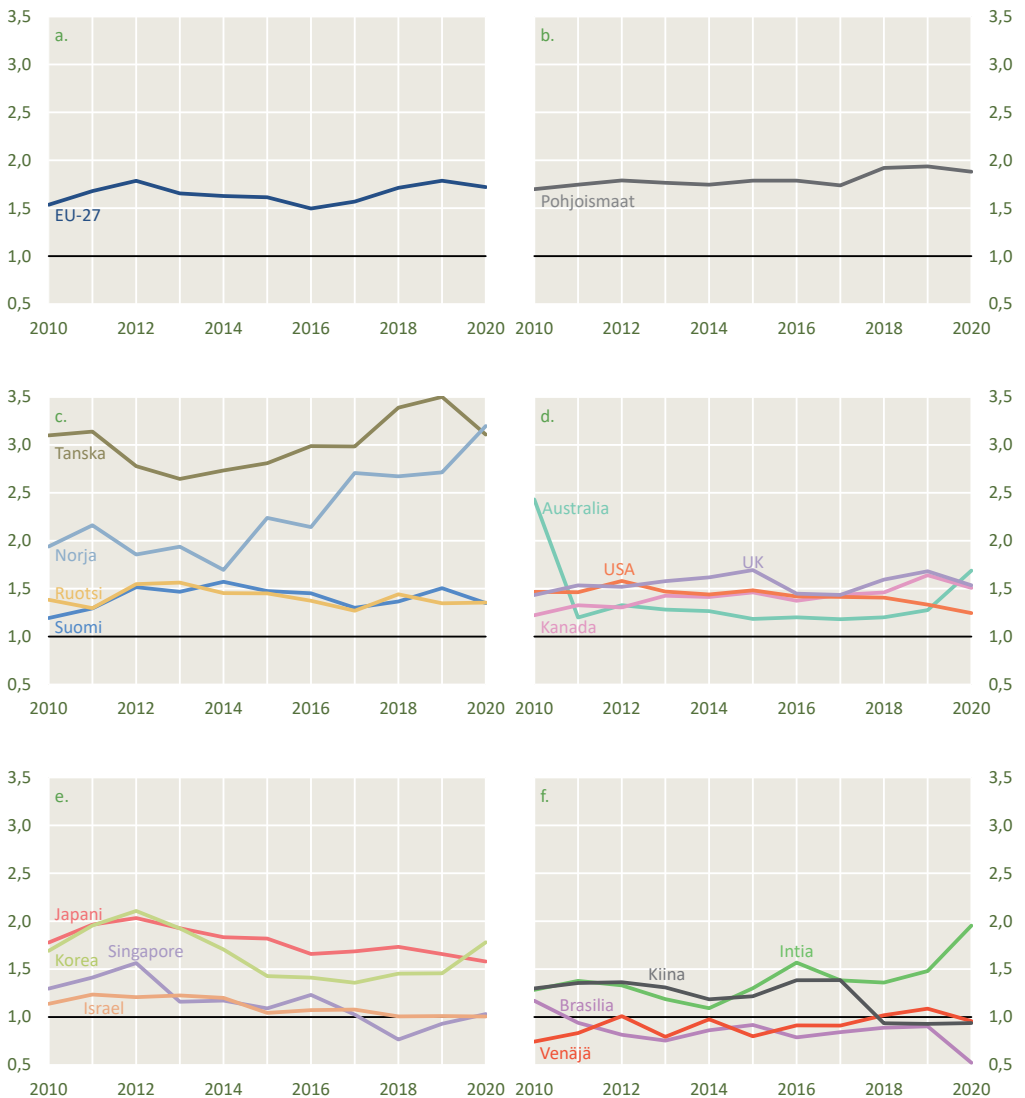 3,5 3,5
a. b.
3,0 3,0
2,5 2,5
2,0 2,0
1,5 EU-27 Pohjoismaat 1,5
1,0 1,0
0,5 0,5
2010 2012 2014 2016 2018 2020 2010 2012 2014 2016 2018 2020
3,5 3,5
c. d.
3,0 Tanska 3,0
2,5 Australia 2,5
2,0 Norja 2,0
USA UK
1,5 Ruotsi 1,5
Suomi Kanada
1,0 1,0
0,5 0,5
2010 2012 2014 2016 2018 2020 2010 2012 2014 2016 2018 2020
3,5 3,5
e. f.
3,0 3,0
2,5 2,5
2,0 Japani 2,0
Singapore Intia
1,5 Korea Kiina 1,5
Israel Brasilia
1,0 1,0
Venäjä
0,5 0,5
2010 2012 2014 2016 2018 2020 2010 2012 2014 2016 2018 2020